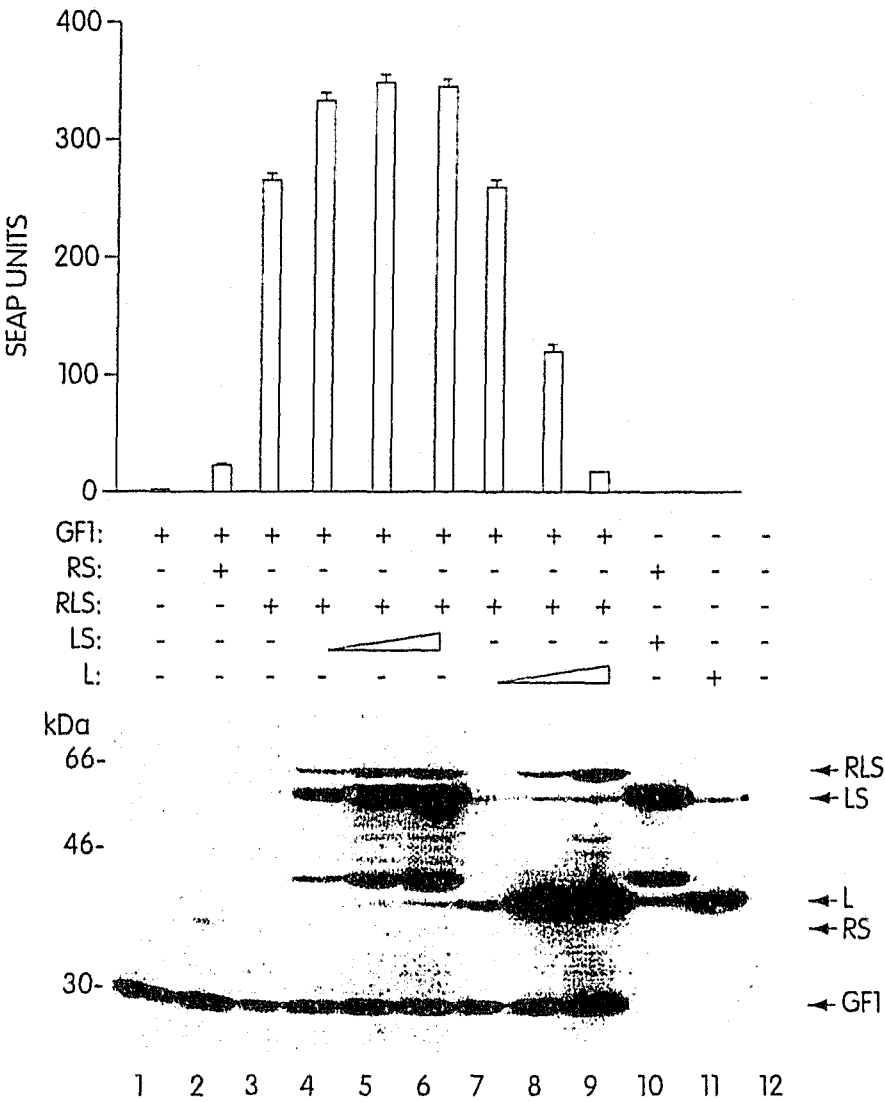 400
300
200
100
0
SEAP UNITS
GF1: + + + + + + + + + - - -
RS: - + - - - - - - - + - -
RLS: - - + + + + + + + - - -
LS: - - - - - - + - -
L: - - - - - - - + -
kDa
66-
46-
30-
RLS
LS
L
RS
GF1
1 2 3 4 5 6 7 8 9 10 11 12